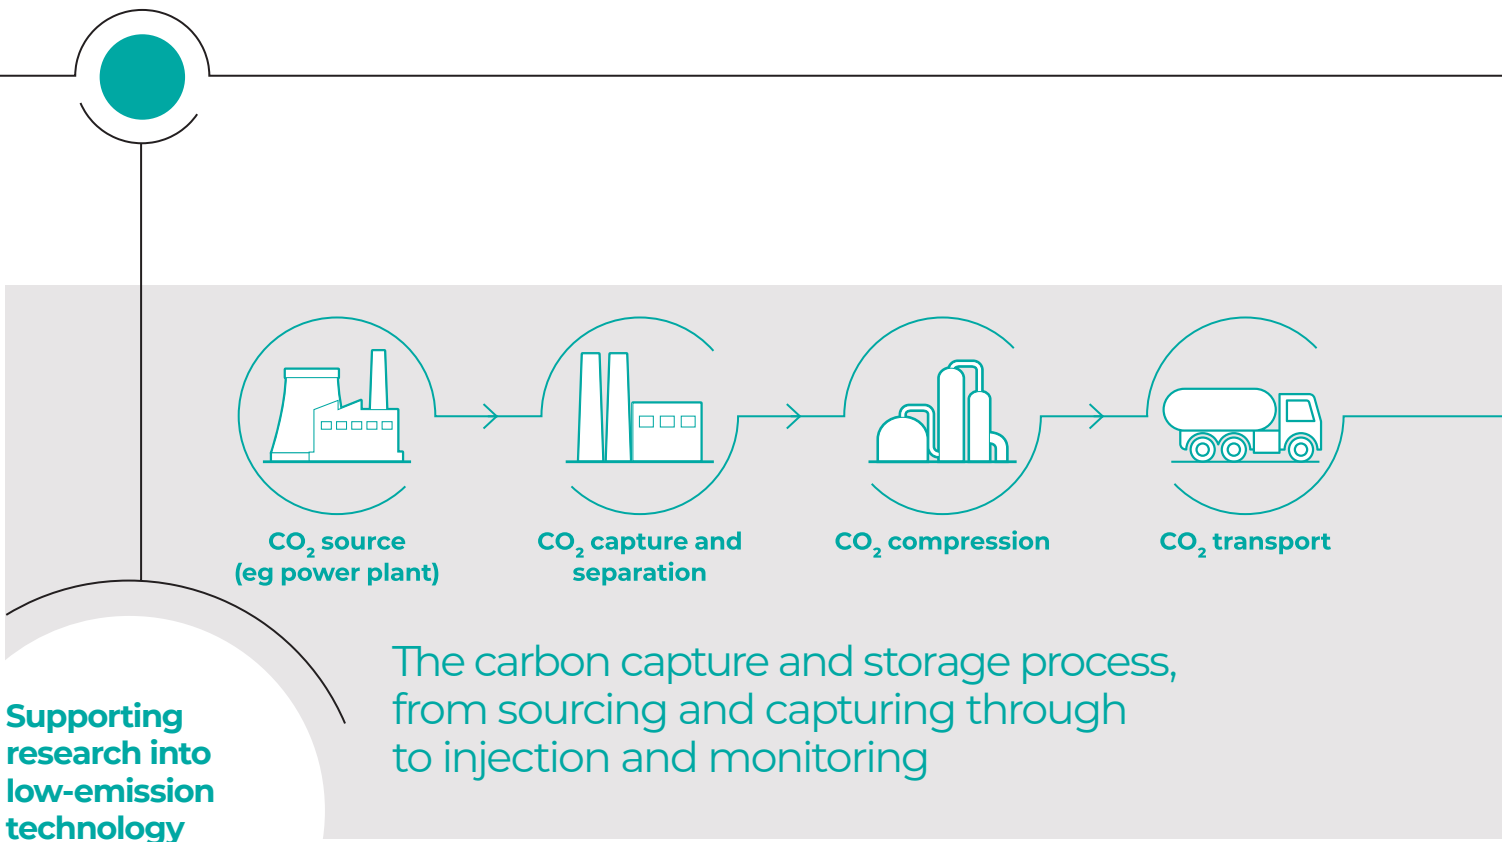 CO₂ source
(eg power plant)
CO₂ capture and
separation
CO₂ compression
CO₂ transport
The carbon capture and storage process,
from sourcing and capturing through
to injection and monitoring
Supporting
research into
low-emission
technology